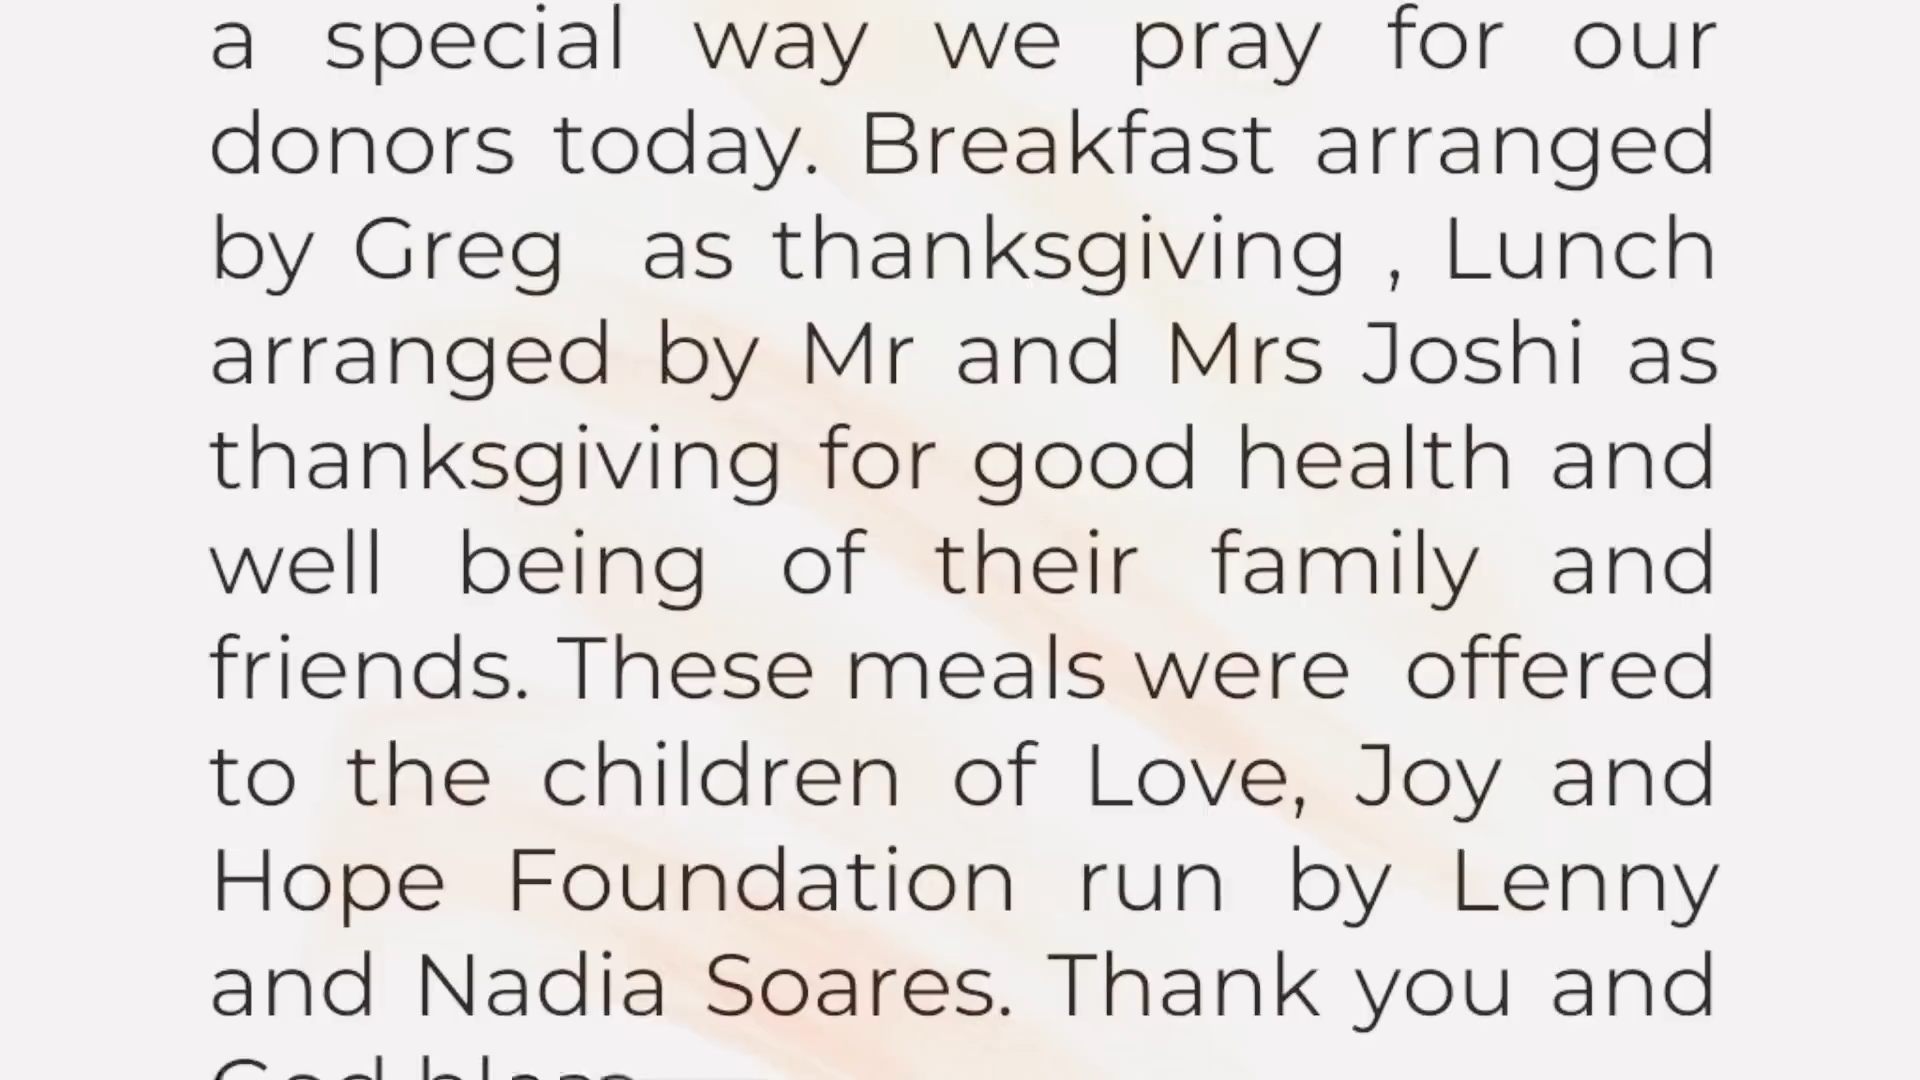 a special way we pray for our
donors today. Breakfast arranged
by Greg as thanksgiving , Lunch
arranged by Mr and Mrs Joshi as
thanksgiving for good health and
well being of their family and
friends. These meals were offered
to the children of Love, Joy and
Hope Foundation run by Lenny
and Nadia Soares. Thank you and
God bless